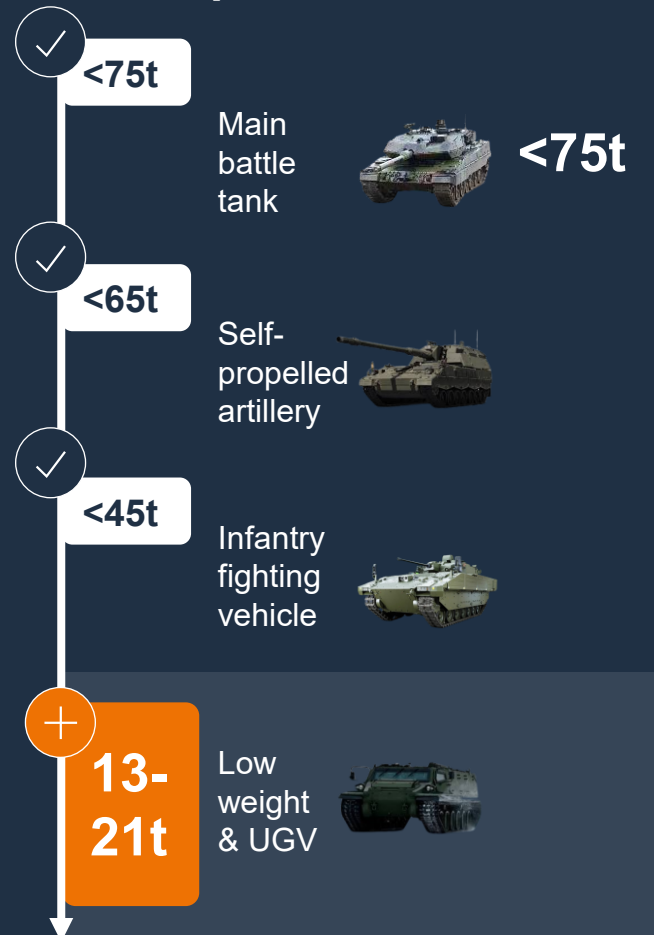 <75t
Main
battle
tank
<75t
<65t
Self-
propelled
artillery
<45t
Infantry
fighting
vehicle
13-
21t
Low
weight
& UGV